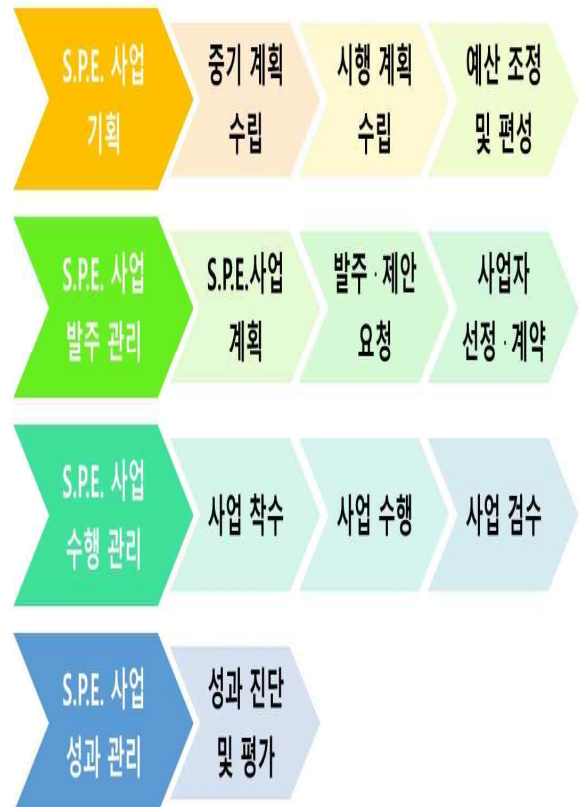 S.P.E. 사업
기획
중기 계획
수립
시행 계획
수립
예산 조정
및 편성
S.P.E. 사업
발주 관리
S.P.E.사업
계획
발주 · 제안
요청
사업자
선정 · 계약
S.P.E. 사업
수행 관리
사업 착수
사업 수행
사업 검수
S.P.E. 사업
성과 관리
성과 진단
및 평가